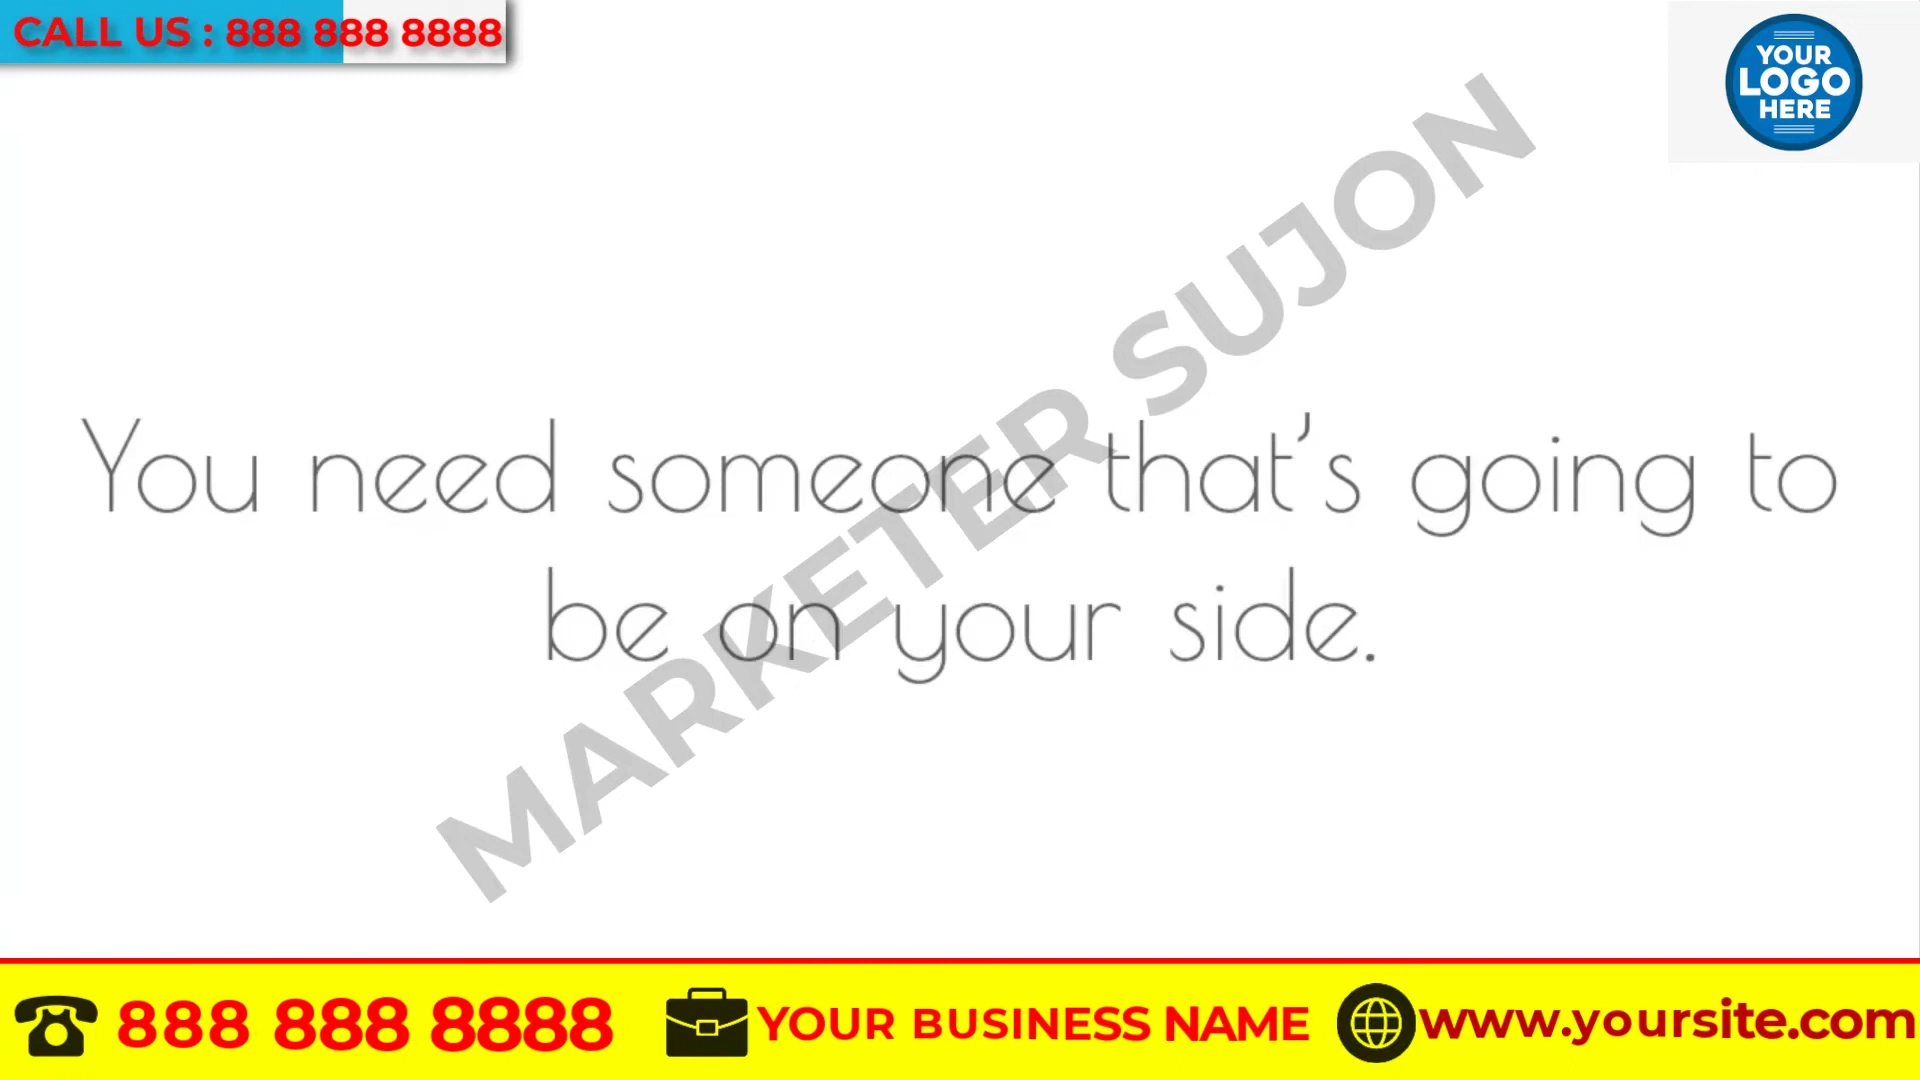 CALL US : 888 888 8888
YOUR
LOGO
HERE
MARKETER SUJON
You need someone that's going to
be on your side.
888 888 8888
YOUR BUSINESS NAME
www.yoursite.com